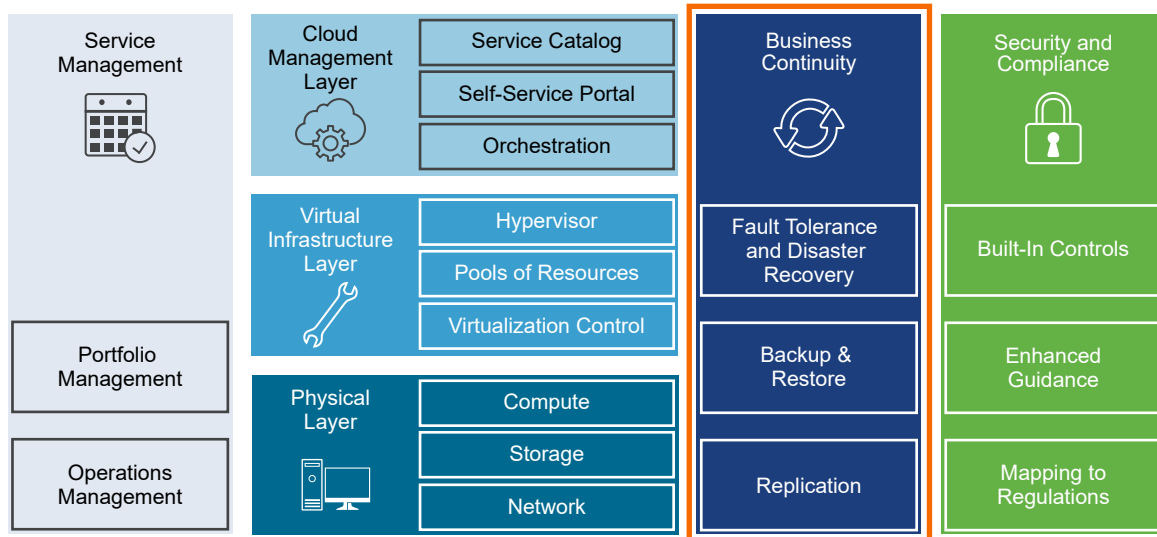 Service
Management
Portfolio
Management
Operations
Management
Cloud
Management
Layer
Service Catalog
Self-Service Portal
Orchestration
Virtual
Infrastructure
Layer
Hypervisor
Pools of Resources
Virtualization Control
Physical
Layer
Compute
Storage
Network
Business
Continuity
Fault Tolerance
and Disaster
Recovery
Backup &
Restore
Replication
Security and
Compliance
Built-In Controls
Enhanced
Guidance
Mapping to
Regulations